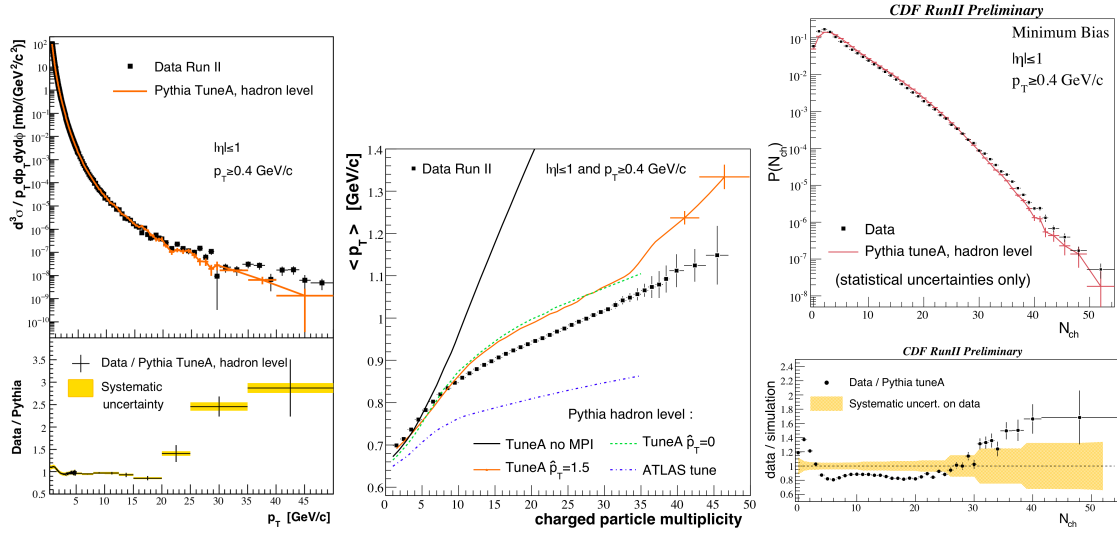 d³σ / p_T dp_T dy dϕ [mb/(GeV²/c²)]
10²
10
1
10⁻¹
10⁻²
10⁻³
10⁻⁴
10⁻⁵
10⁻⁶
10⁻⁷
10⁻⁸
10⁻⁹
10⁻¹⁰
Data Run II
Pythia TuneA, hadron level
|η|≤1
p_T≥0.4 GeV/c
Data / Pythia
3.5
3
2.5
2
1.5
1
0.5
Data / Pythia TuneA, hadron level
Systematic
uncertainty
0 5 10 15 20 25 30 35 40 45 50
p_T [GeV/c]
< p_T > [GeV/c]
1.4
1.3
1.2
1.1
1.0
0.9
0.8
0.7
0.6
Data Run II
|η|≤1 and p_T≥0.4 GeV/c
Pythia hadron level :
TuneA no MPI
TuneA p̂_T=0
TuneA p̂_T=1.5
ATLAS tune
0 5 10 15 20 25 30 35 40 45 50
charged particle multiplicity
CDF RunII Preliminary
P(N_ch)
10⁻¹
10⁻²
10⁻³
10⁻⁴
10⁻⁵
10⁻⁶
10⁻⁷
10⁻⁸
Minimum Bias
|η|≤1
p_T≥0.4 GeV/c
Data
Pythia tuneA, hadron level
(statistical uncertainties only)
0 10 20 30 40 50
N_ch
CDF RunII Preliminary
data / simulation
2.4
2.2
2.0
1.8
1.6
1.4
1.2
1
0.8
0.6
Data / Pythia tuneA
Systematic uncert. on data
0 10 20 30 40 50
N_ch